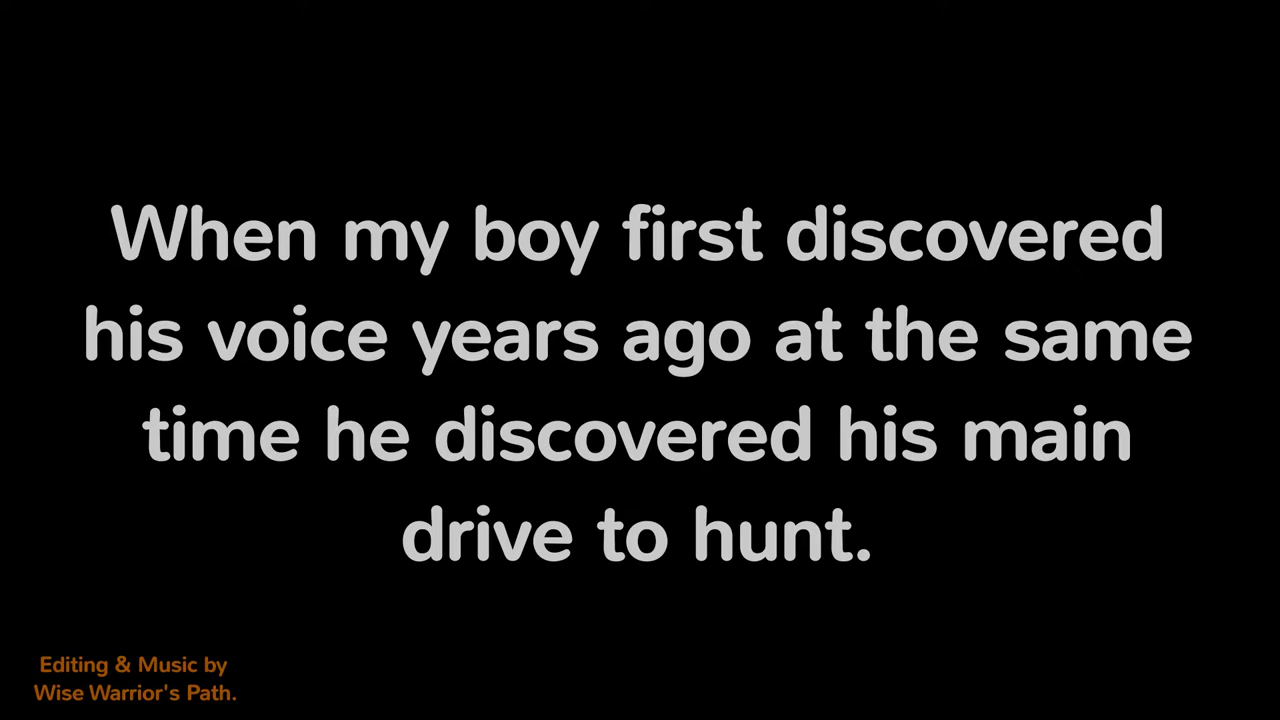 When my boy first discovered
his voice years ago at the same
time he discovered his main
drive to hunt.
Editing & Music by
Wise Warrior's Path.